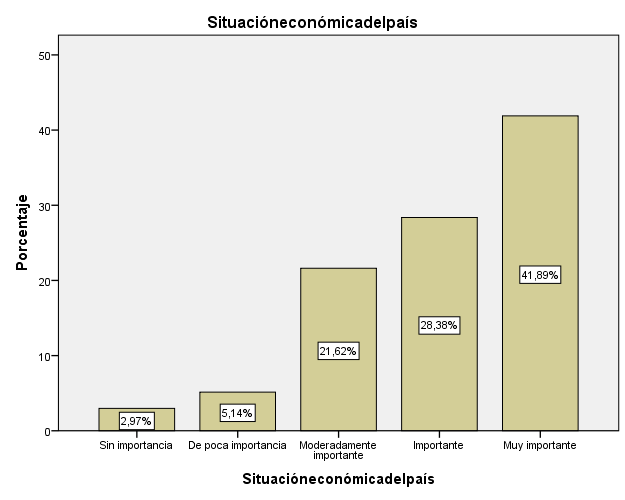 Situacióneconómicadelpaís
50
40
30
20
10
0
Porcentaje
2,97%
5,14%
21,62%
28,38%
41,89%
Sin importancia
De poca importancia
Moderadamente
importante
Importante
Muy importante
Situacióneconómicadelpaís